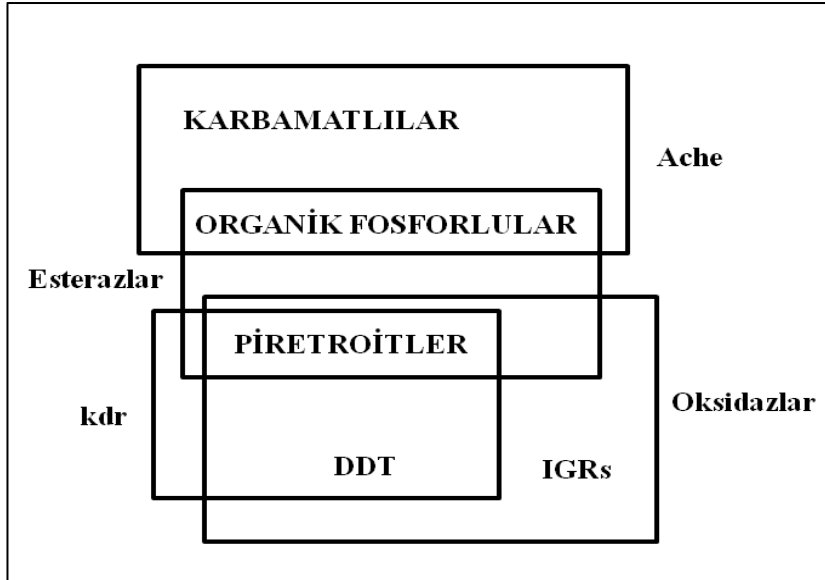 KARBAMATLILAR
Ache
ORGANİK FOSFORLULAR
Esterazlar
PİRETROİTLER
kdr
Oksidazlar
DDT
IGRs